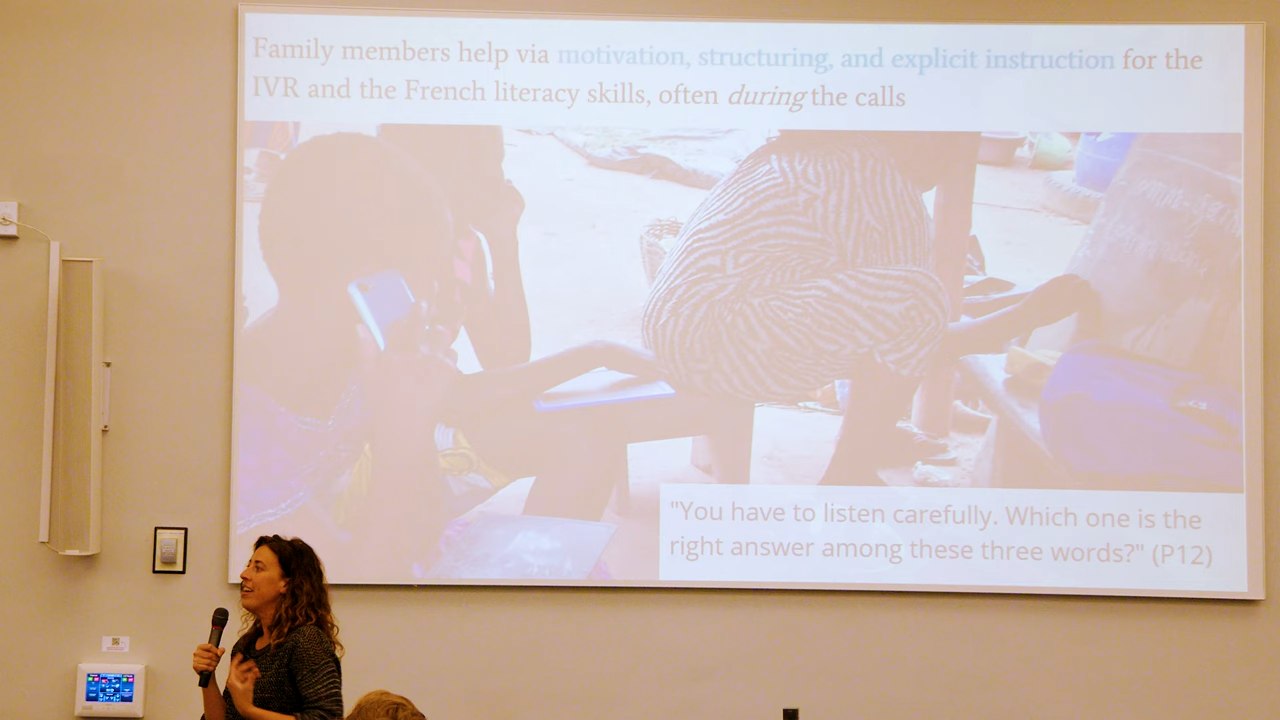 Family members help via motivation, structuring, and explicit instruction for the
IVR and the French literacy skills, often during the calls
"You have to listen carefully. Which one is the
right answer among these three words?" (P12)